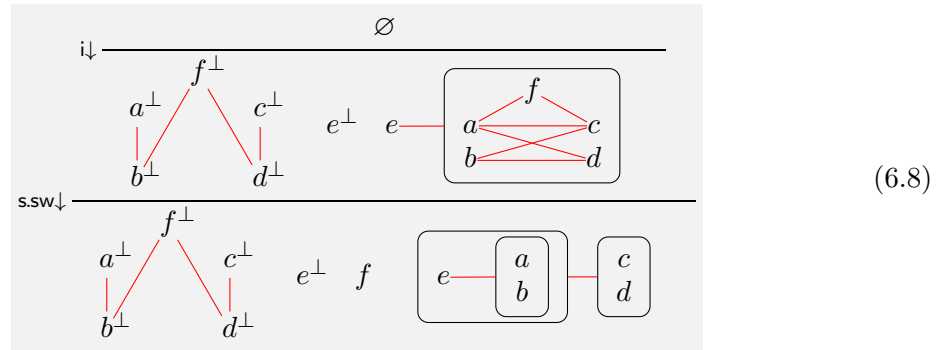 ∅
i↓
f⊥
f
a⊥ c⊥ e⊥ e a c
b⊥ d⊥ b d
(6.8)
s.sw↓
f⊥
a⊥ c⊥ e⊥ f e a c
b d
b⊥ d⊥